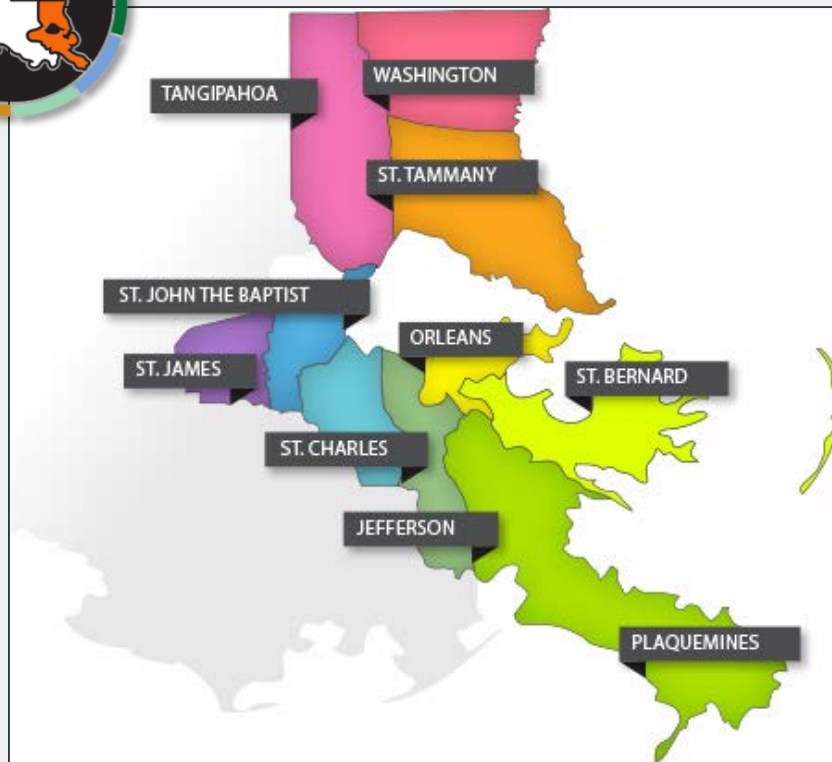 WASHINGTON
TANGIPAHOA
ST. TAMMANY
ST. JOHN THE BAPTIST
ORLEANS
ST. JAMES
ST. BERNARD
ST. CHARLES
JEFFERSON
PLAQUEMINES